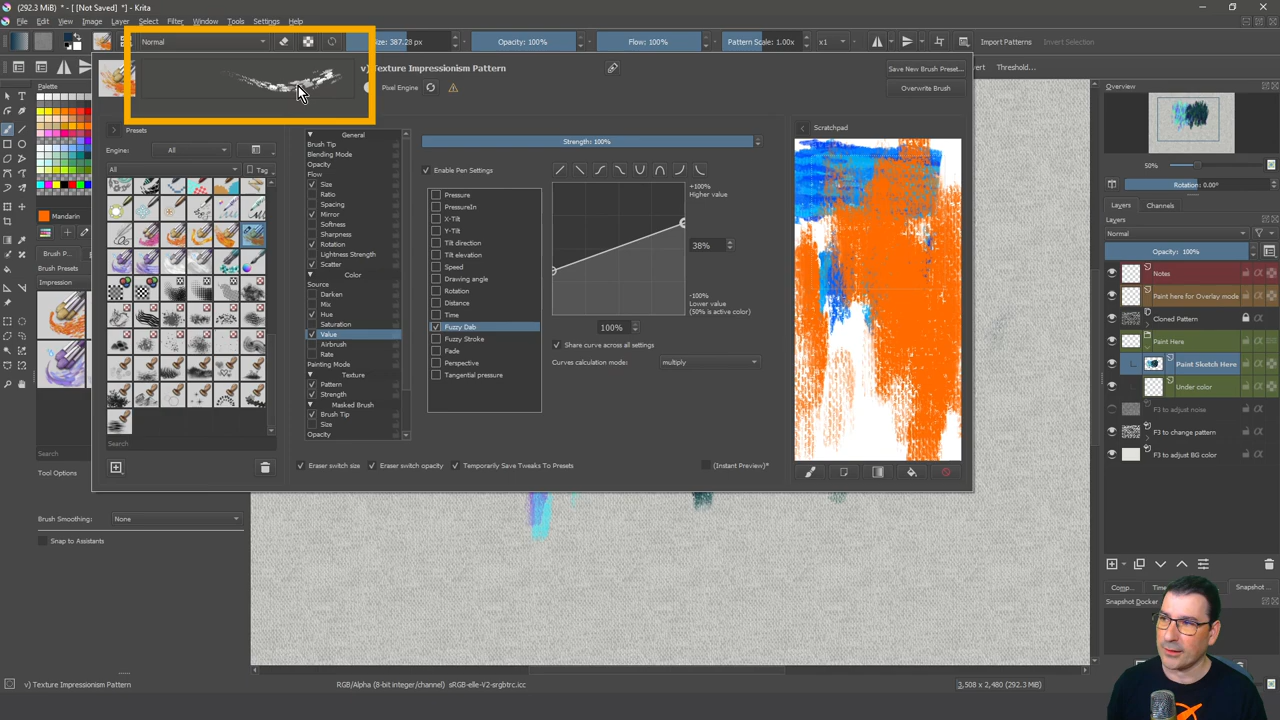 (292.3 MiB) * - [ [Not Saved] * ] - Krita
File Edit View Image Layer Select Filter Window Tools Settings Help
Normal
Size: 387.28 px
Opacity: 100%
Flow: 100%
Pattern Scale: 1.00x
x1
Import Patterns
Invert Selection
Threshold...
v) Texture Impressionism Pattern
Pixel Engine
Save New Brush Preset...
Overwrite Brush
Palette
Mandarin
Brush P...
Brush Presets
Impression
Tool Options
Brush Smoothing:
None
Snap to Assistants
Presets
Engine:
All
All
Tag
Search
General
Brush Tip
Blending Mode
Opacity
Flow
Size
Ratio
Spacing
Mirror
Softness
Sharpness
Rotation
Lightness Strength
Scatter
Color
Source
Darken
Mix
Hue
Saturation
Value
Airbrush
Rate
Painting Mode
Texture
Pattern
Strength
Masked Brush
Brush Tip
Size
Opacity
Strength: 100%
Enable Pen Settings
Pressure
PressureIn
X-Tilt
Y-Tilt
Tilt direction
Tilt elevation
Speed
Drawing angle
Rotation
Distance
Time
Fuzzy Dab
Fuzzy Stroke
Fade
Perspective
Tangential pressure
+100%
Higher value
38%
-100%
Lower value
(50% is active color)
100%
Share curve across all settings
Curves calculation mode:
multiply
Eraser switch size
Eraser switch opacity
Temporarily Save Tweaks To Presets
(Instant Preview)*
Scratchpad
Overview
50%
Rotation: 0.00°
Layers
Channels
Layers
Normal
Opacity: 100%
Notes
Paint here for Overlay mode
Cloned Pattern
Paint Here
Paint Sketch Here
Under color
F3 to adjust noise
F3 to change pattern
F3 to adjust BG color
Comp...
Snapshot ...
Snapshot Docker
v) Texture Impressionism Pattern
RGB/Alpha (8-bit integer/channel) sRGB-elle-V2-srgbtrc.icc
3,508 x 2,480 (292.3 MiB)